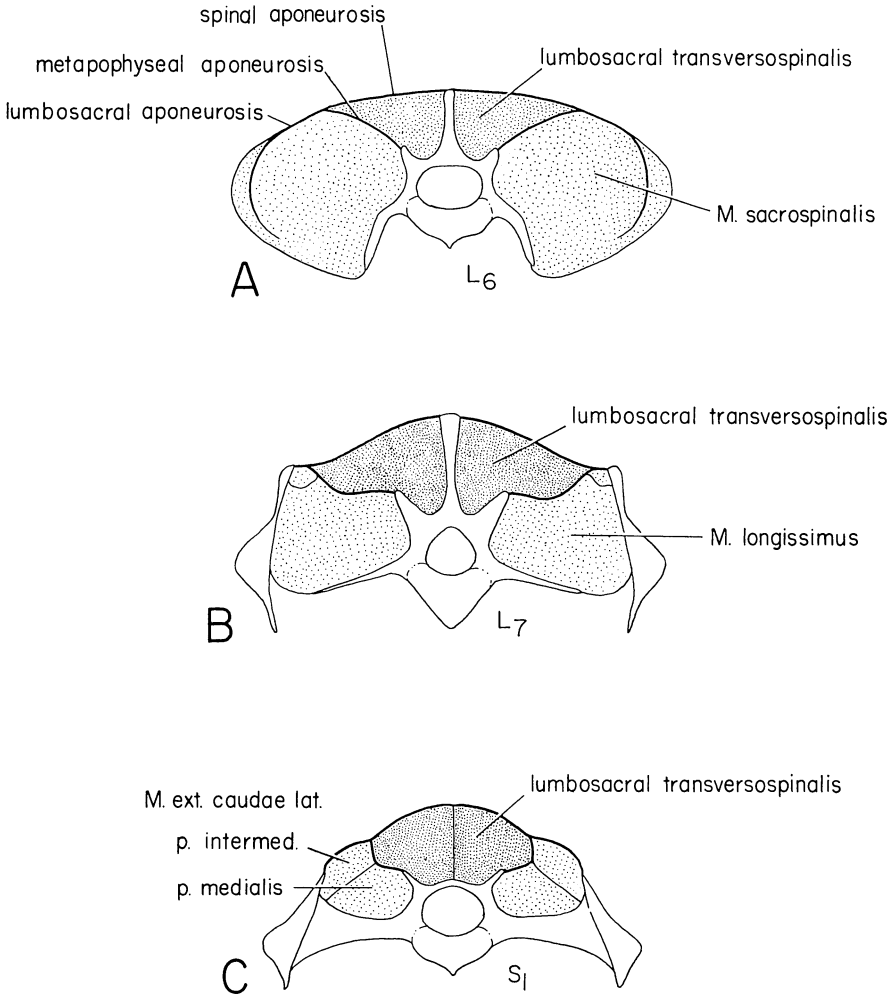 spinal aponeurosis
metapophyseal aponeurosis
lumbosacral transversospinalis
lumbosacral aponeurosis
M. sacrospinalis
A
L6
lumbosacral transversospinalis
M. longissimus
B
L7
lumbosacral transversospinalis
M. ext. caudae lat.
p. intermed.
p. medialis
C
S1